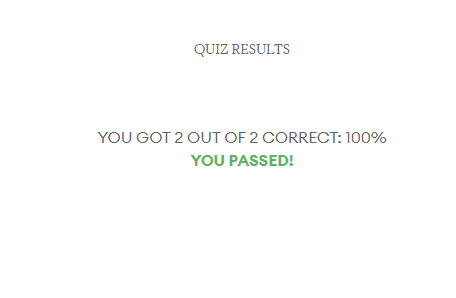 QUIZ RESULTS
YOU GOT 2 OUT OF 2 CORRECT: 100%
YOU PASSED!